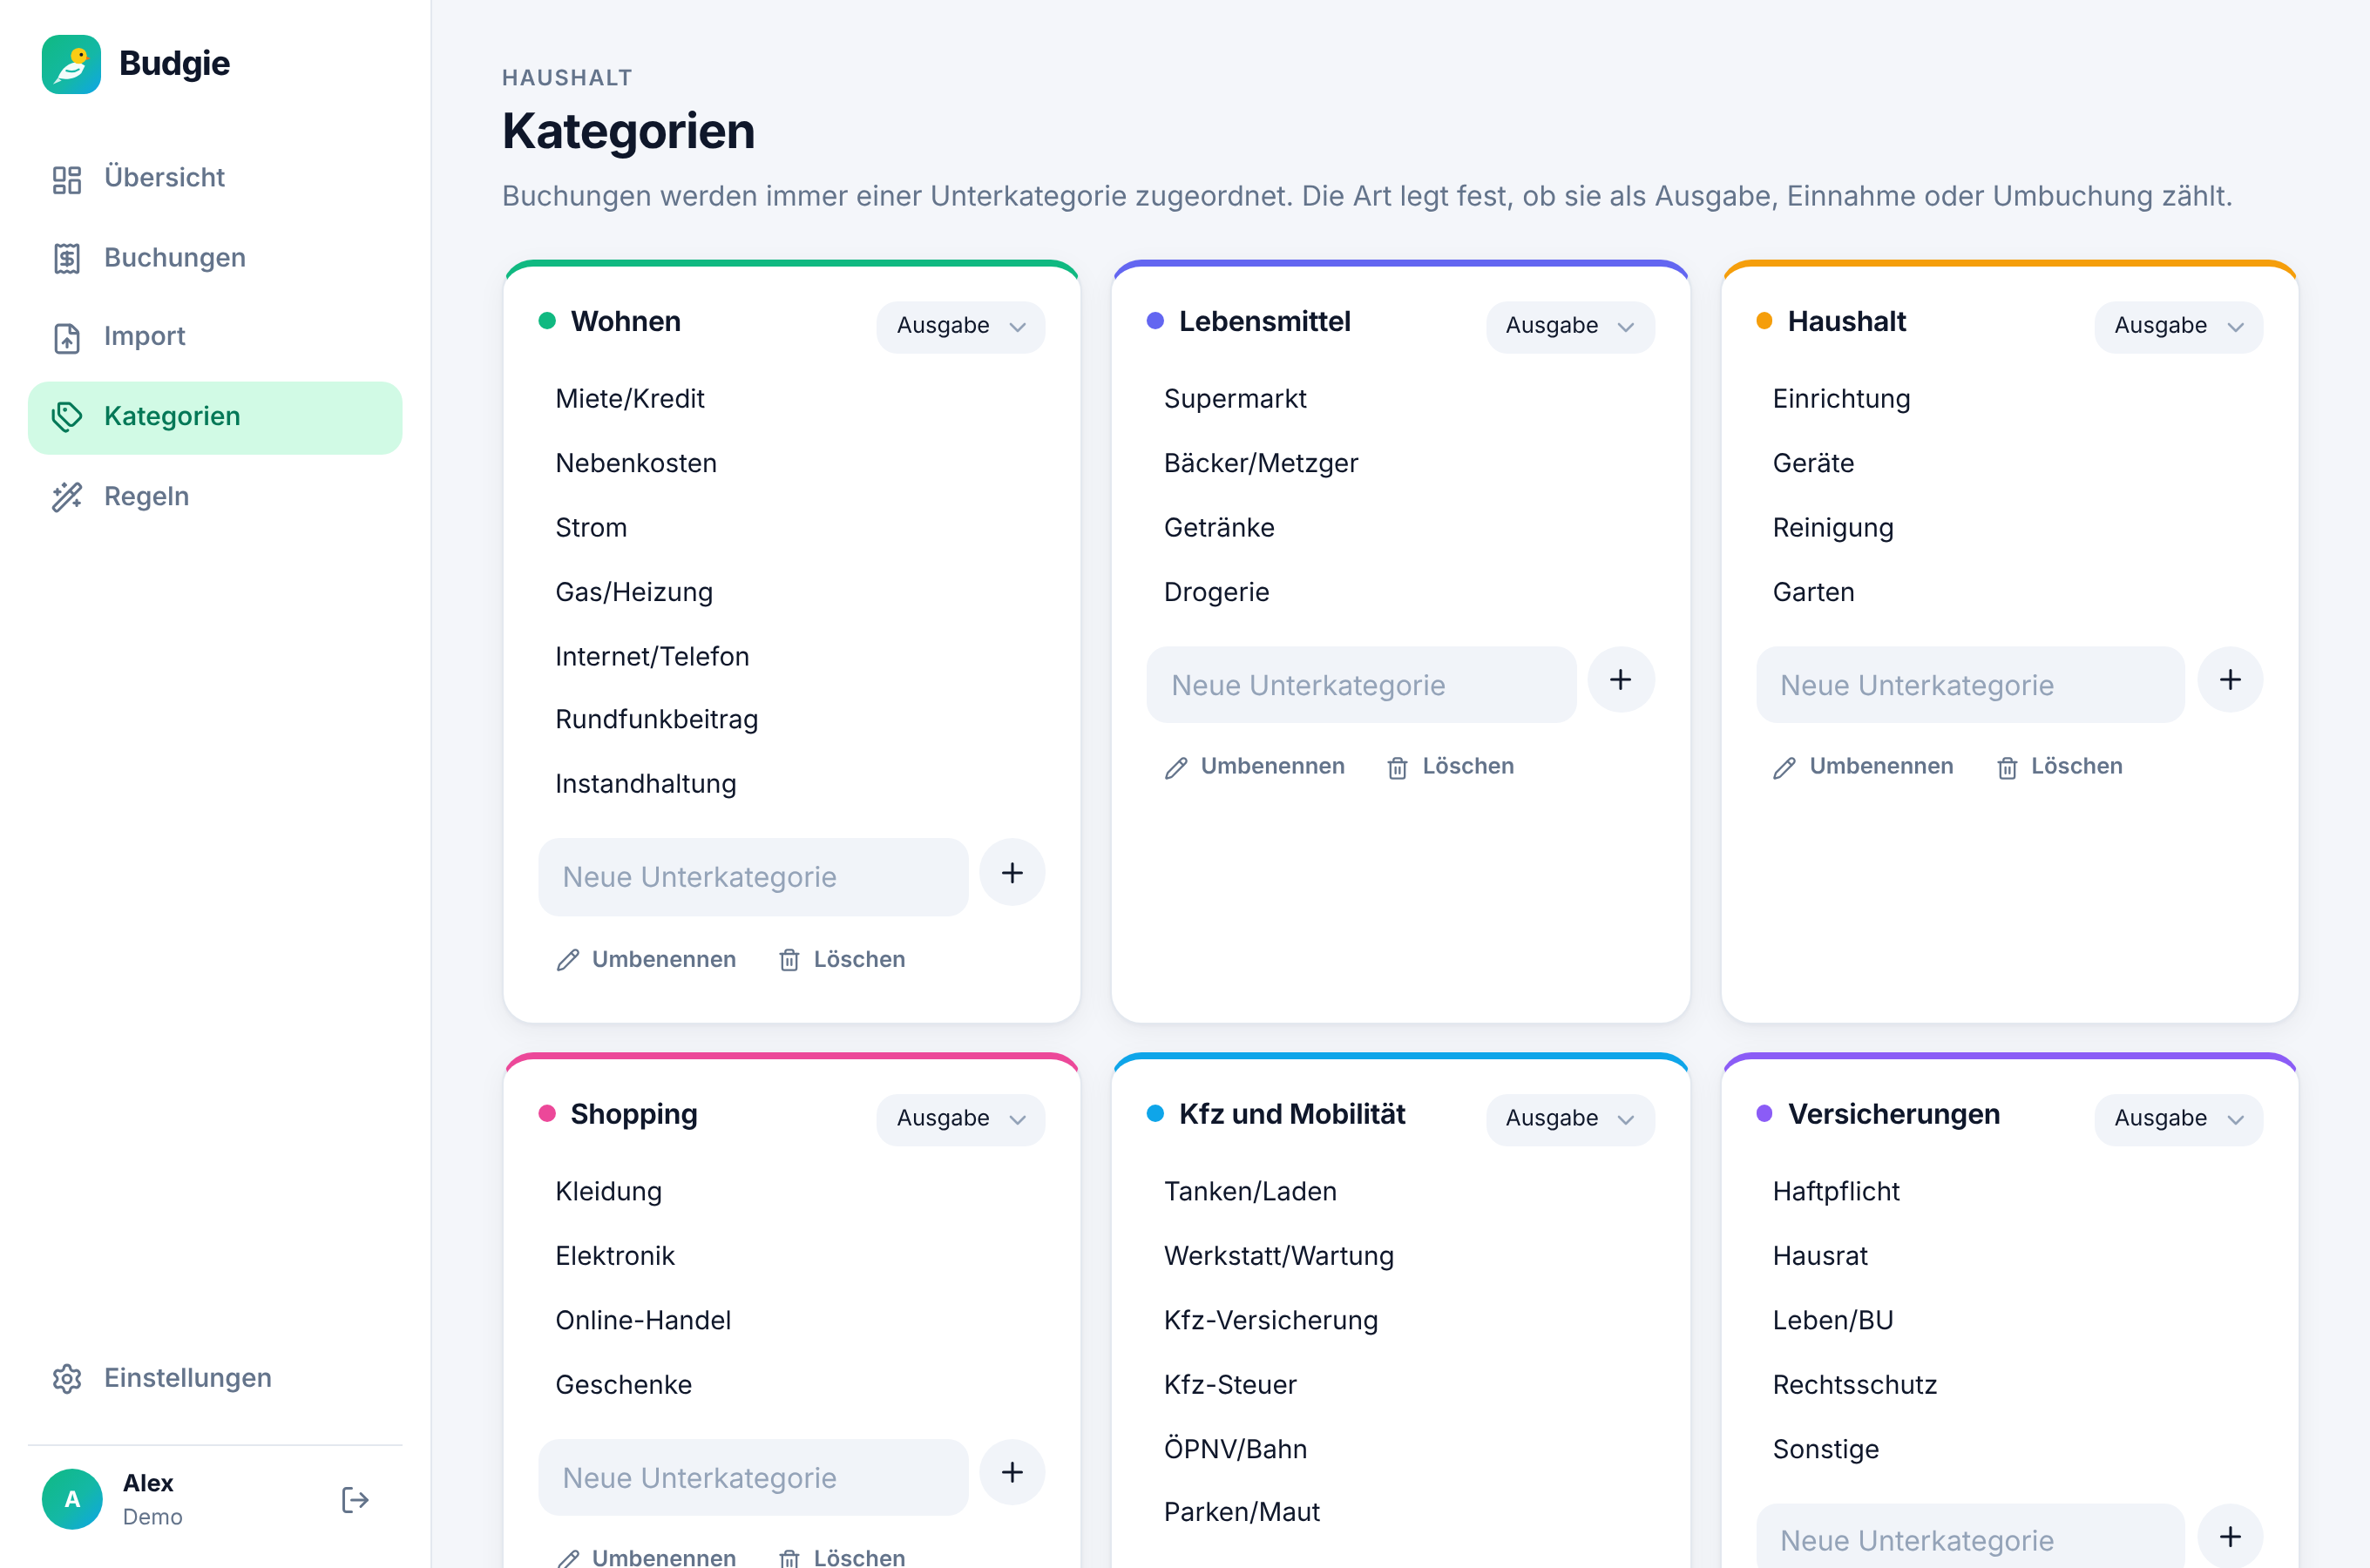 Budgie
Übersicht
Buchungen
Import
Kategorien
Regeln
Einstellungen
A
Alex
Demo
HAUSHALT
Kategorien
Buchungen werden immer einer Unterkategorie zugeordnet. Die Art legt fest, ob sie als Ausgabe, Einnahme oder Umbuchung zählt.
Wohnen
Ausgabe
Miete/Kredit
Nebenkosten
Strom
Gas/Heizung
Internet/Telefon
Rundfunkbeitrag
Instandhaltung
Neue Unterkategorie
Umbenennen
Löschen
Lebensmittel
Ausgabe
Supermarkt
Bäcker/Metzger
Getränke
Drogerie
Neue Unterkategorie
Umbenennen
Löschen
Haushalt
Ausgabe
Einrichtung
Geräte
Reinigung
Garten
Neue Unterkategorie
Umbenennen
Löschen
Shopping
Ausgabe
Kleidung
Elektronik
Online-Handel
Geschenke
Neue Unterkategorie
Umbenennen
Löschen
Kfz und Mobilität
Ausgabe
Tanken/Laden
Werkstatt/Wartung
Kfz-Versicherung
Kfz-Steuer
ÖPNV/Bahn
Parken/Maut
Versicherungen
Ausgabe
Haftpflicht
Hausrat
Leben/BU
Rechtsschutz
Sonstige
Neue Unterkategorie